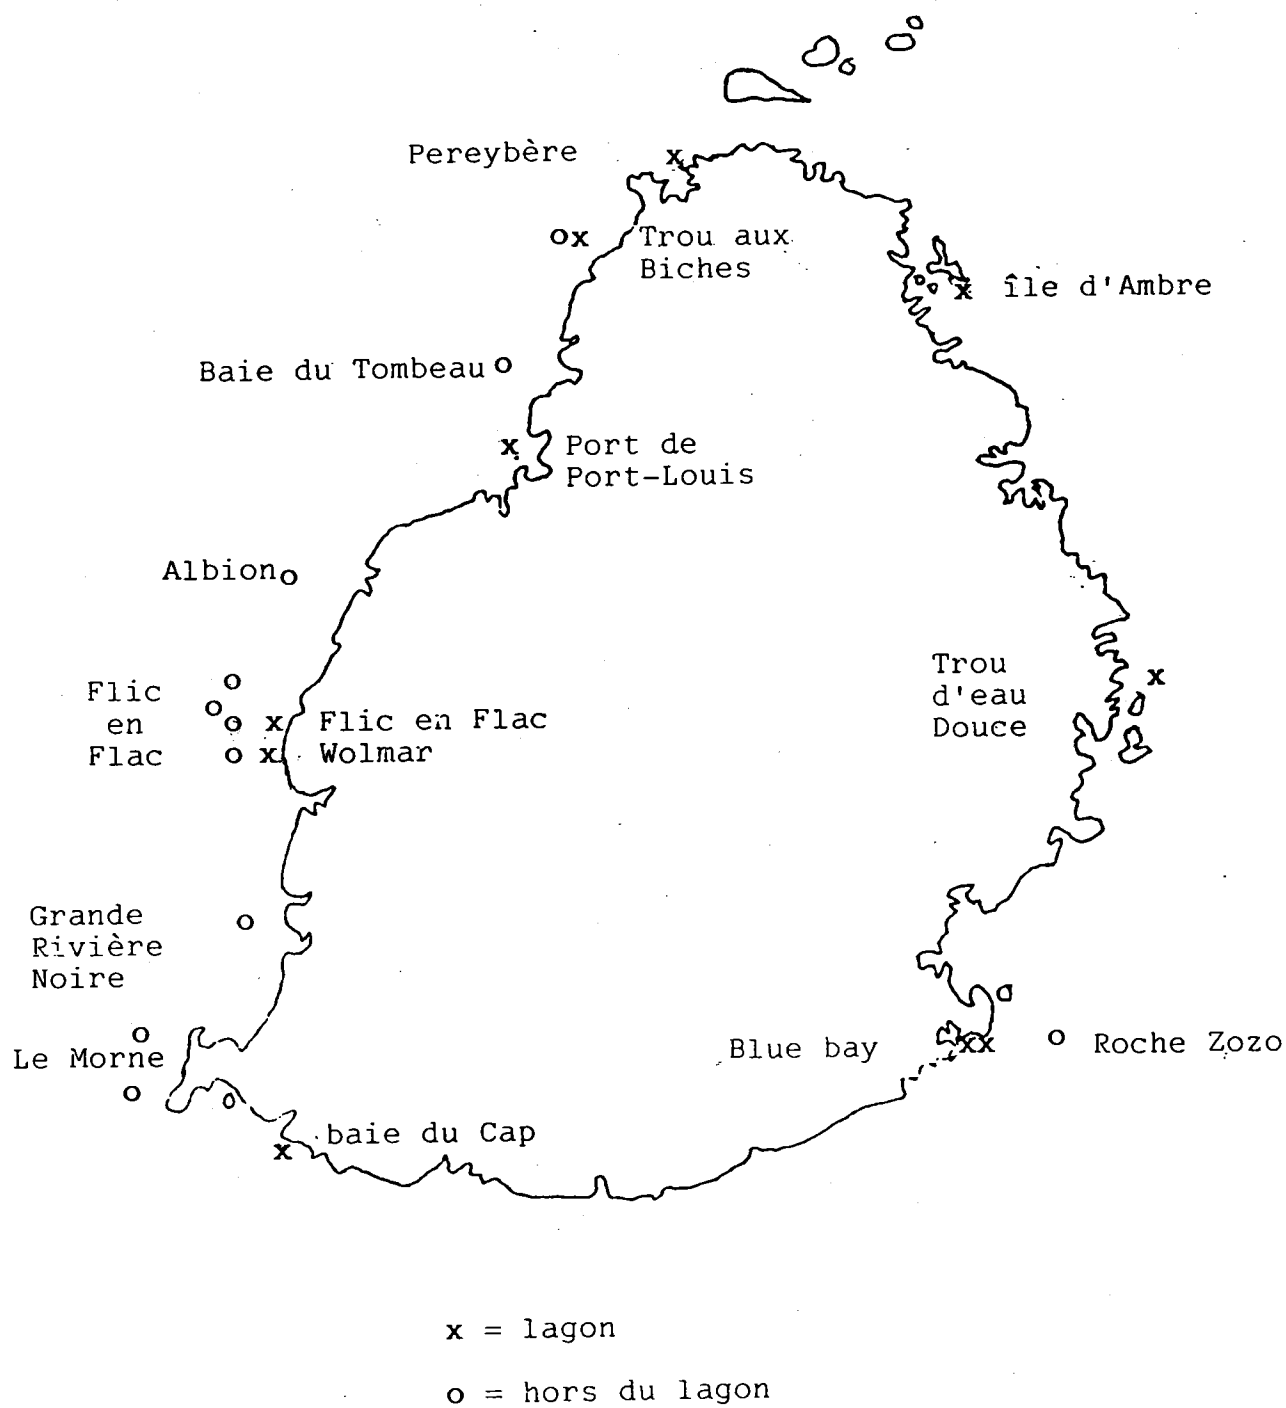 Pereybère x
ox Trou aux
Biches
x île d'Ambre
Baie du Tombeau o
x Port de
Port-Louis
Albion o
o
Flic
en
Flac
o
o x Flic en Flac
o x Wolmar
Trou
d'eau
Douce
x
Grande
Rivière
Noire
o
o
Le Morne
o
Blue bay xx o Roche Zozo
baie du Cap
x
x = lagon
o = hors du lagon